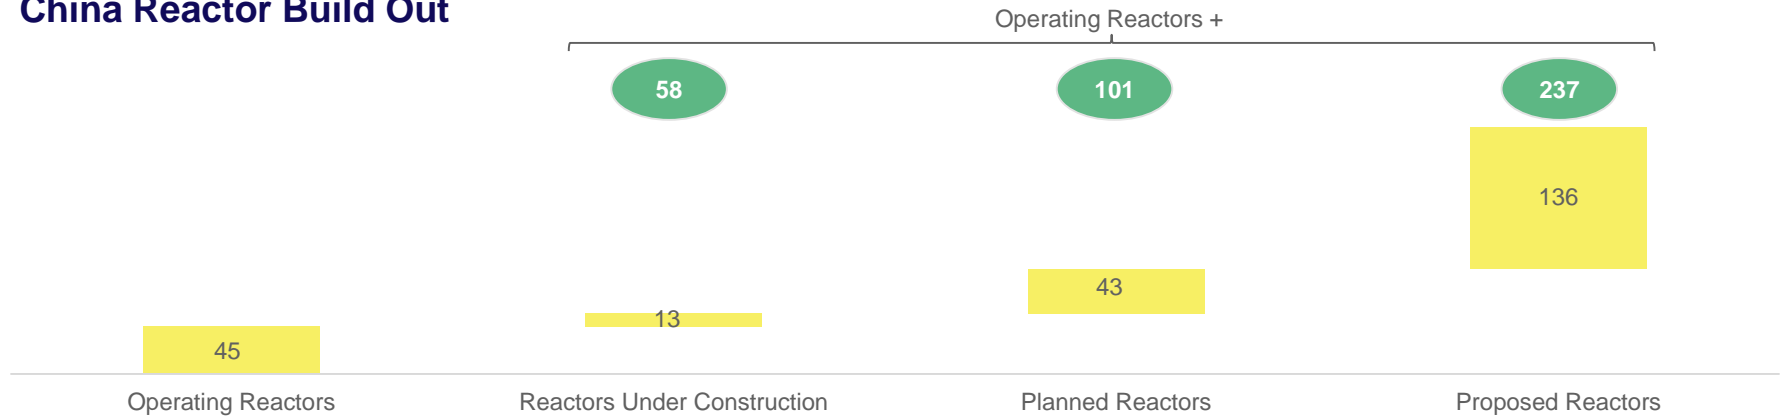 China Reactor Build Out
Operating Reactors +
58
101
237
136
43
13
45
Operating Reactors
Reactors Under Construction
Planned Reactors
Proposed Reactors